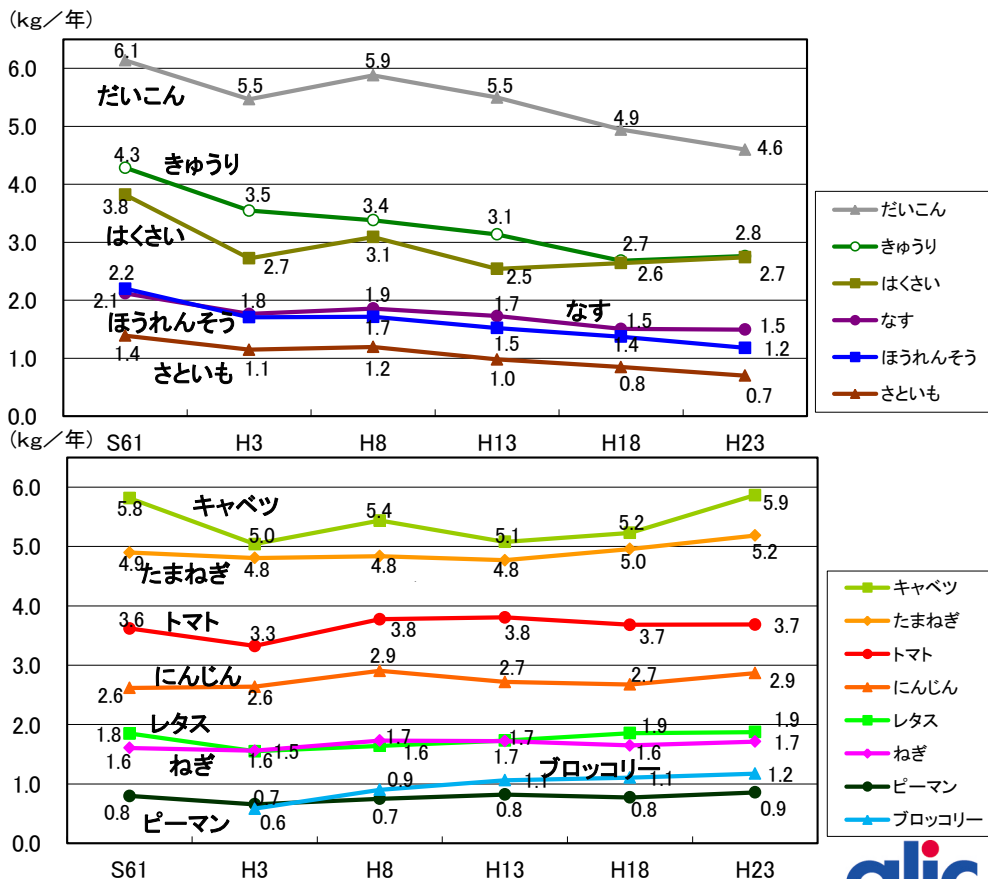 (kg／年)
6.0
5.0
4.0
3.0
2.0
1.0
0.0
だいこん
6.1
5.5
5.9
5.5
4.9
4.6
きゅうり
4.3
3.5
3.4
3.1
2.7
2.8
はくさい
3.8
2.7
3.1
2.5
2.6
2.7
なす
2.1
1.8
1.9
1.7
1.5
1.5
ほうれんそう
2.2
1.7
1.5
1.4
1.2
さといも
1.4
1.1
1.2
1.0
0.8
0.7
S61 H3 H8 H13 H18 H23
だいこん
きゅうり
はくさい
なす
ほうれんそう
さといも
(kg／年)
6.0
5.0
4.0
3.0
2.0
1.0
0.0
キャベツ
5.8
5.0
5.4
5.1
5.2
5.9
たまねぎ
4.9
4.8
4.8
4.8
5.0
5.2
トマト
3.6
3.3
3.8
3.8
3.7
3.7
にんじん
2.6
2.6
2.9
2.7
2.7
2.9
レタス
1.8
1.5
1.6
1.7
1.9
1.9
ねぎ
1.6
1.6
1.7
1.7
1.6
1.7
ブロッコリー
0.6
0.9
1.1
1.1
1.2
ピーマン
0.8
0.7
0.7
0.8
0.8
0.9
S61 H3 H8 H13 H18 H23
キャベツ
たまねぎ
トマト
にんじん
レタス
ねぎ
ピーマン
ブロッコリー
alic